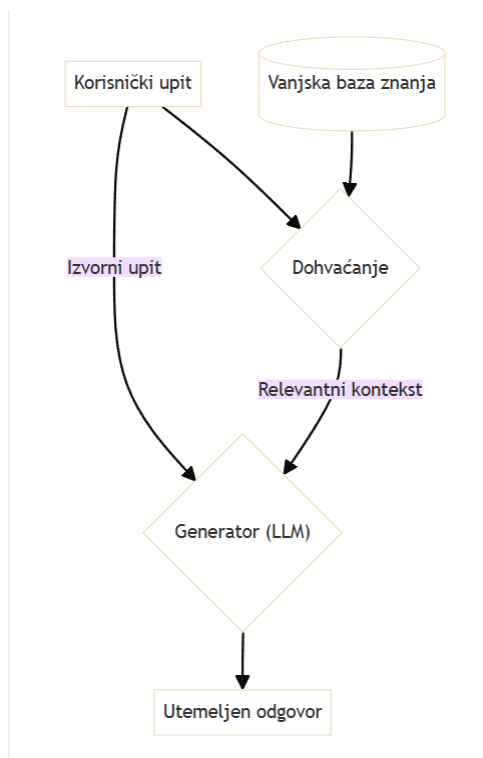 Korisnički upit
Vanjska baza znanja
Izvorni upit
Dohvaćanje
Relevantni kontekst
Generator (LLM)
Utemeljen odgovor